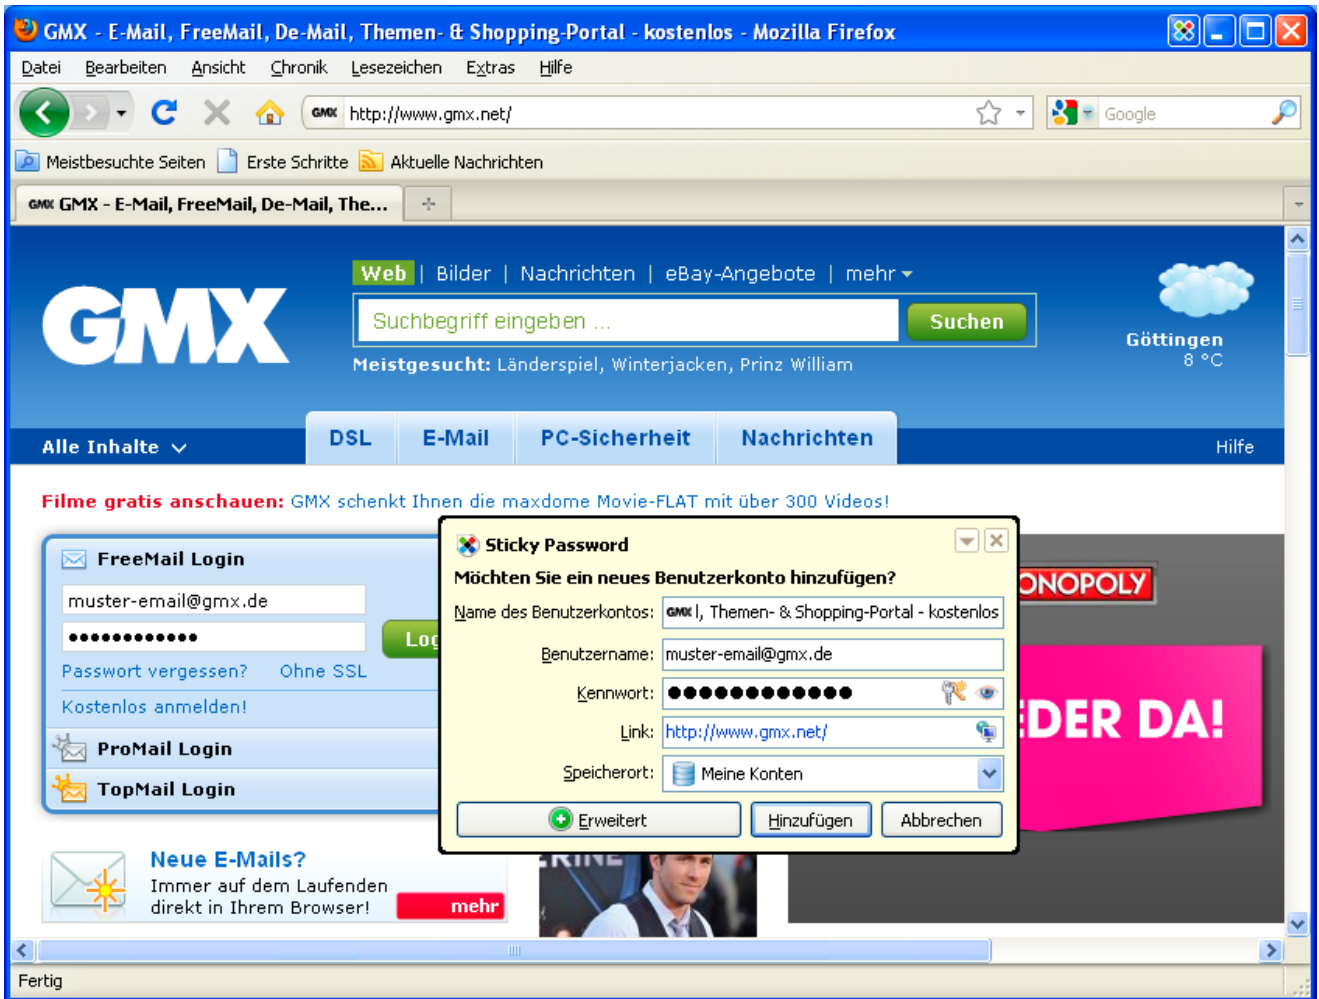 GMX - E-Mail, FreeMail, De-Mail, Themen- & Shopping-Portal - kostenlos - Mozilla Firefox
Datei Bearbeiten Ansicht Chronik Lesezeichen Extras Hilfe
GMX http://www.gmx.net/ Google
Meistbesuchte Seiten Erste Schritte Aktuelle Nachrichten
GMX GMX - E-Mail, FreeMail, De-Mail, The...
Web | Bilder | Nachrichten | eBay-Angebote | mehr
GMX
Suchbegriff eingeben ... Suchen
Göttingen
8 °C
Meistgesucht: Länderspiel, Winterjacken, Prinz William
Alle Inhalte DSL E-Mail PC-Sicherheit Nachrichten Hilfe
Filme gratis anschauen: GMX schenkt Ihnen die maxdome Movie-FLAT mit über 300 Videos!
FreeMail Login
muster-email@gmx.de
●●●●●●●●●●●●
Log
Passwort vergessen? Ohne SSL
Kostenlos anmelden!
ProMail Login
TopMail Login
Sticky Password
Möchten Sie ein neues Benutzerkonto hinzufügen?
Name des Benutzerkontos: GMX l, Themen- & Shopping-Portal - kostenlos
Benutzername: muster-email@gmx.de
Kennwort: ●●●●●●●●●●●●
Link: http://www.gmx.net/
Speicherort: Meine Konten
Erweitert Hinzufügen Abbrechen
ONOPOLY
EDER DA!
Neue E-Mails?
Immer auf dem Laufenden
direkt in Ihrem Browser! mehr
ERINE
Fertig